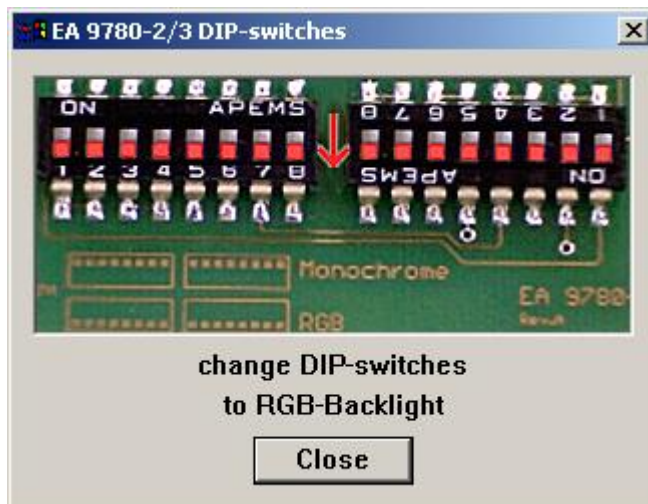 EA 9780-2/3 DIP-switches
ON APEMS
8 7 6 5 4 3 2 1
1 2 3 4 5 6 7 8
APEMS ON
Monochrome
EA 9780-
RGB
change DIP-switches
to RGB-Backlight
Close